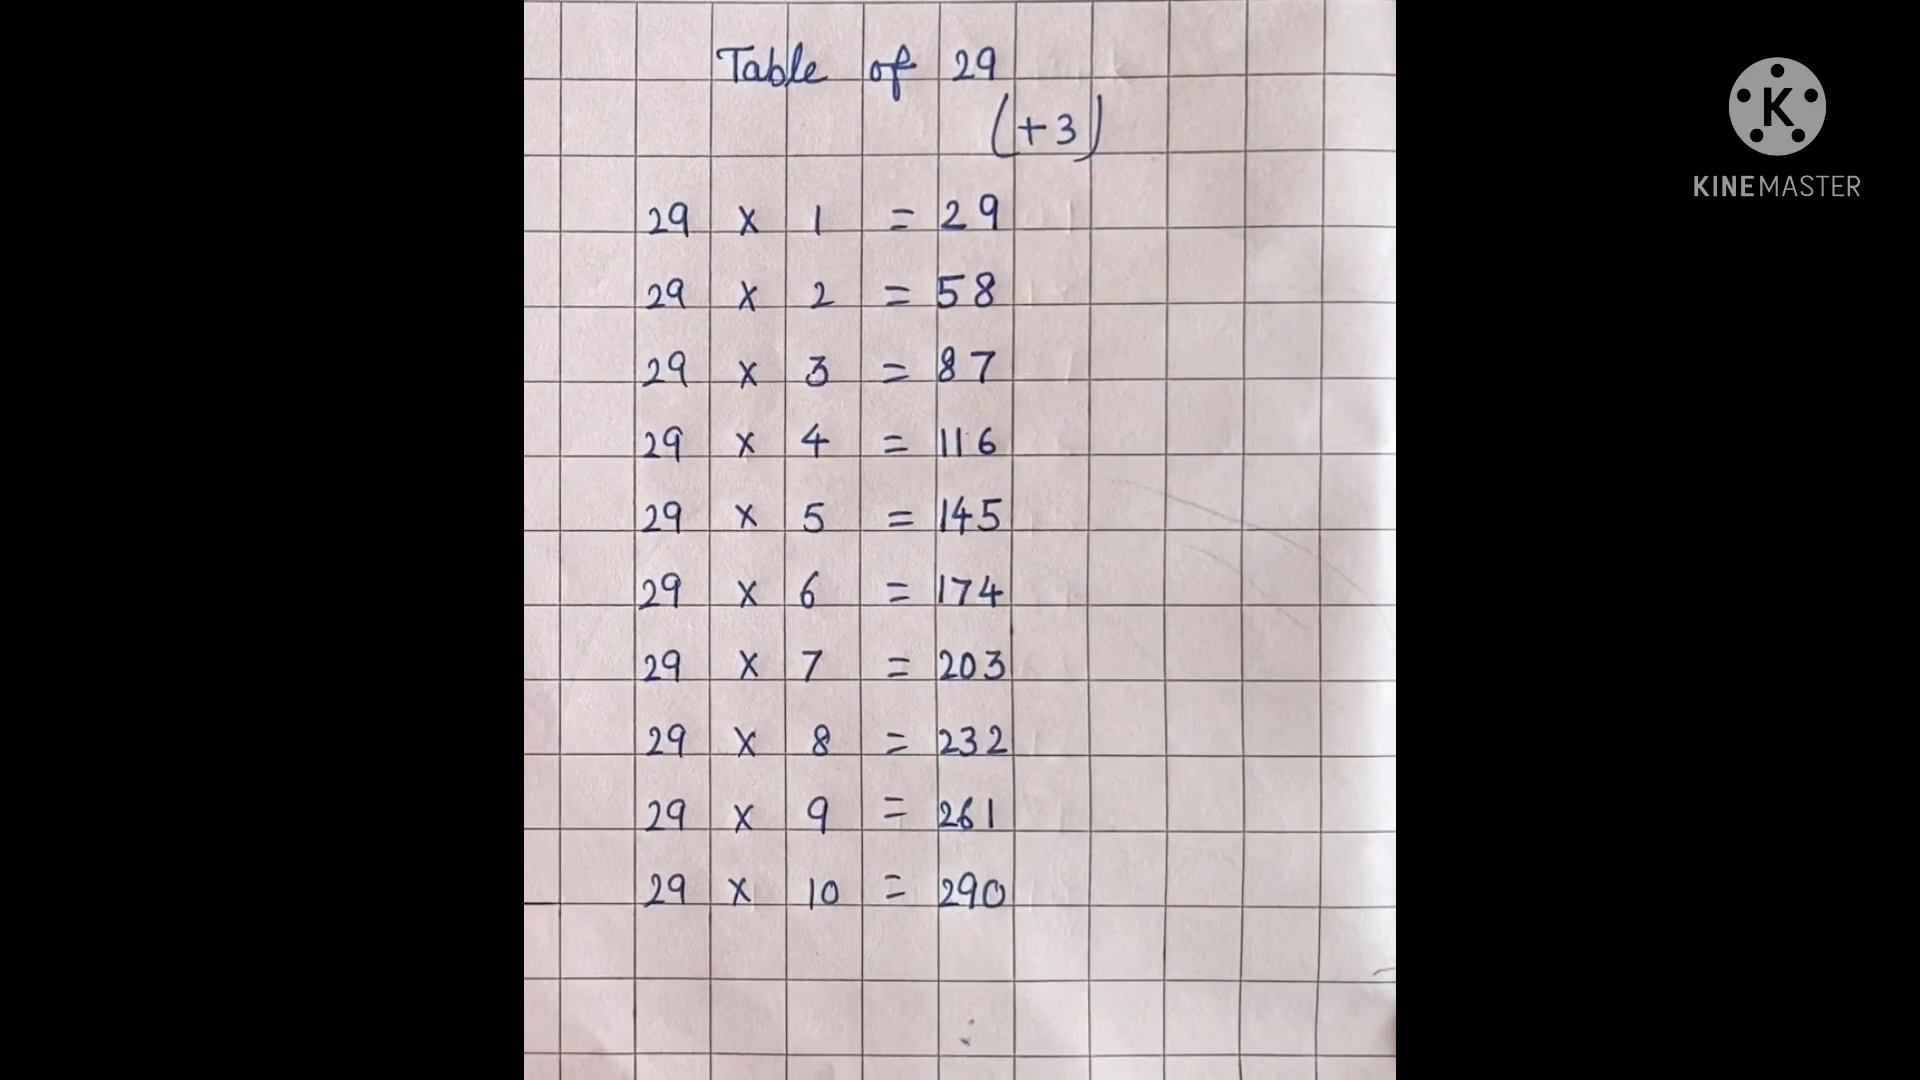 Table of 29
(+3)
29 x 1 = 29
29 x 2 = 58
29 x 3 = 87
29 x 4 = 116
29 x 5 = 145
29 x 6 = 174
29 x 7 = 203
29 x 8 = 232
29 x 9 = 261
29 x 10 = 290
K
KINEMASTER